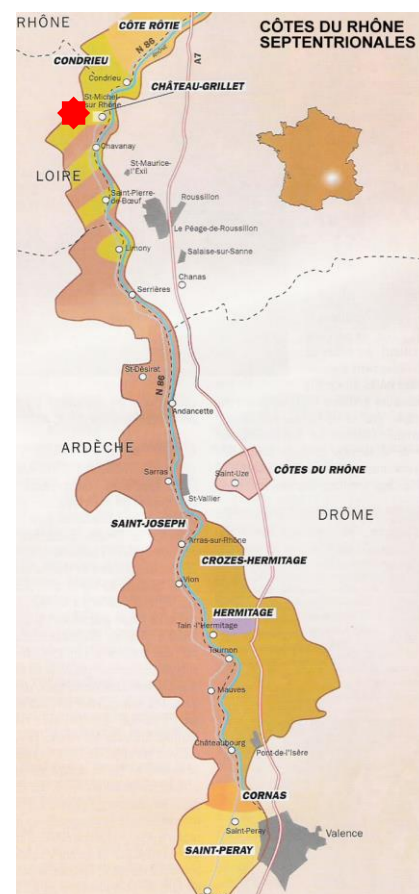 RHÔNE
CÔTE RÔTIE
CÔTES DU RHÔNE
SEPTENTRIONALES
N 86
A7
CONDRIEU
Condrieu
CHÂTEAU-GRILLET
St-Michel-
sur Rhône
Chavanay
St-Maurice-
l'Exil
LOIRE
Saint-Pierre-
de-Bœuf
Roussillon
Le Péage-de-Roussillon
Limony
Salaise-sur-Sanne
Chanas
Serrières
St-Désirat
N 86
Andancette
ARDÈCHE
CÔTES DU RHÔNE
Sarras
Saint-Uze
St-Vallier
DRÔME
SAINT-JOSEPH
Arras-sur-Rhône
CROZES-HERMITAGE
Vion
HERMITAGE
Tain-l'Hermitage
Tournon
Mauves
Châteaubourg
Pont-de-l'Isère
CORNAS
Saint-Peray
Valence
SAINT-PERAY